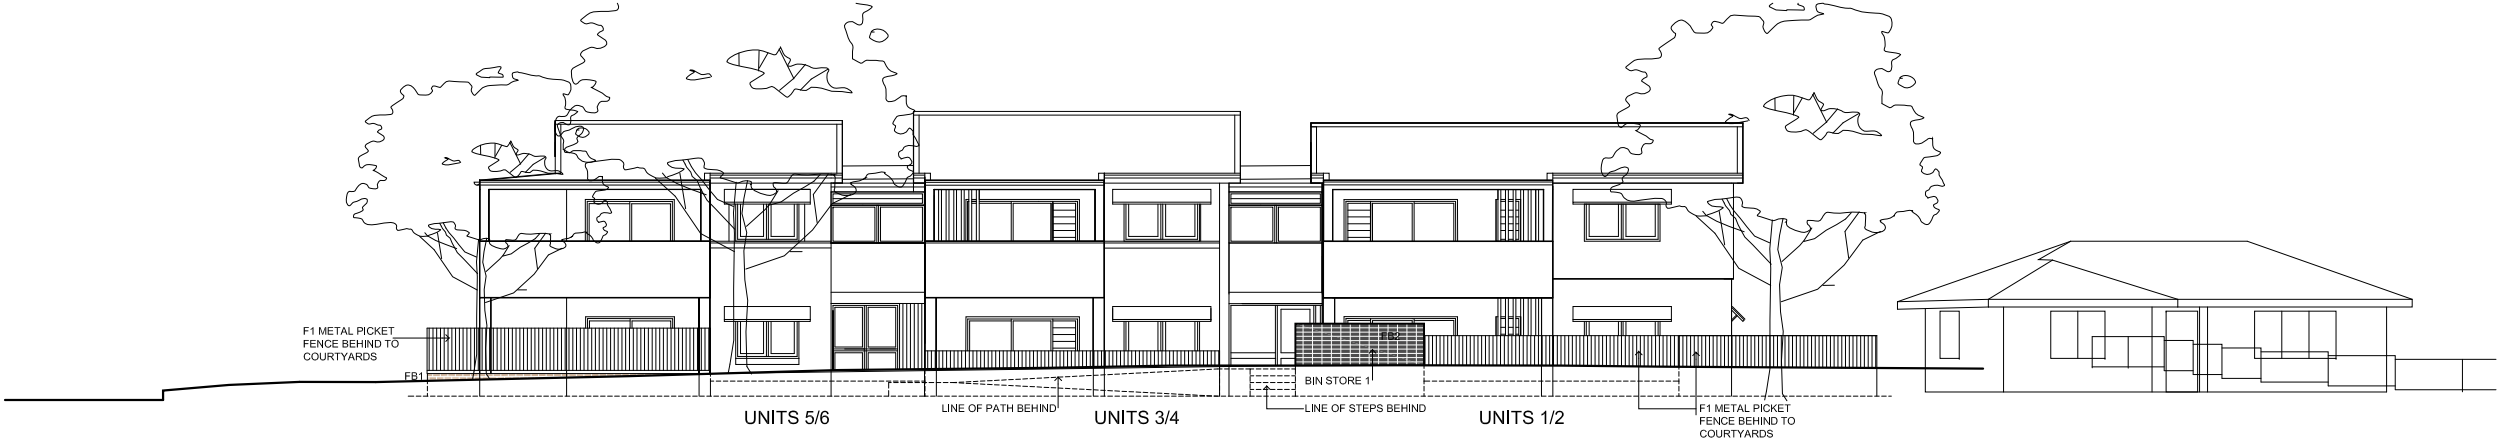 F1 METAL PICKET
FENCE BEHIND TO
COURTYARDS
FB1
FB2
BIN STORE 1
LINE OF PATH BEHIND
LINE OF STEPS BEHIND
F1 METAL PICKET
FENCE BEHIND TO
COURTYARDS
UNITS 5/6
UNITS 3/4
UNITS 1/2